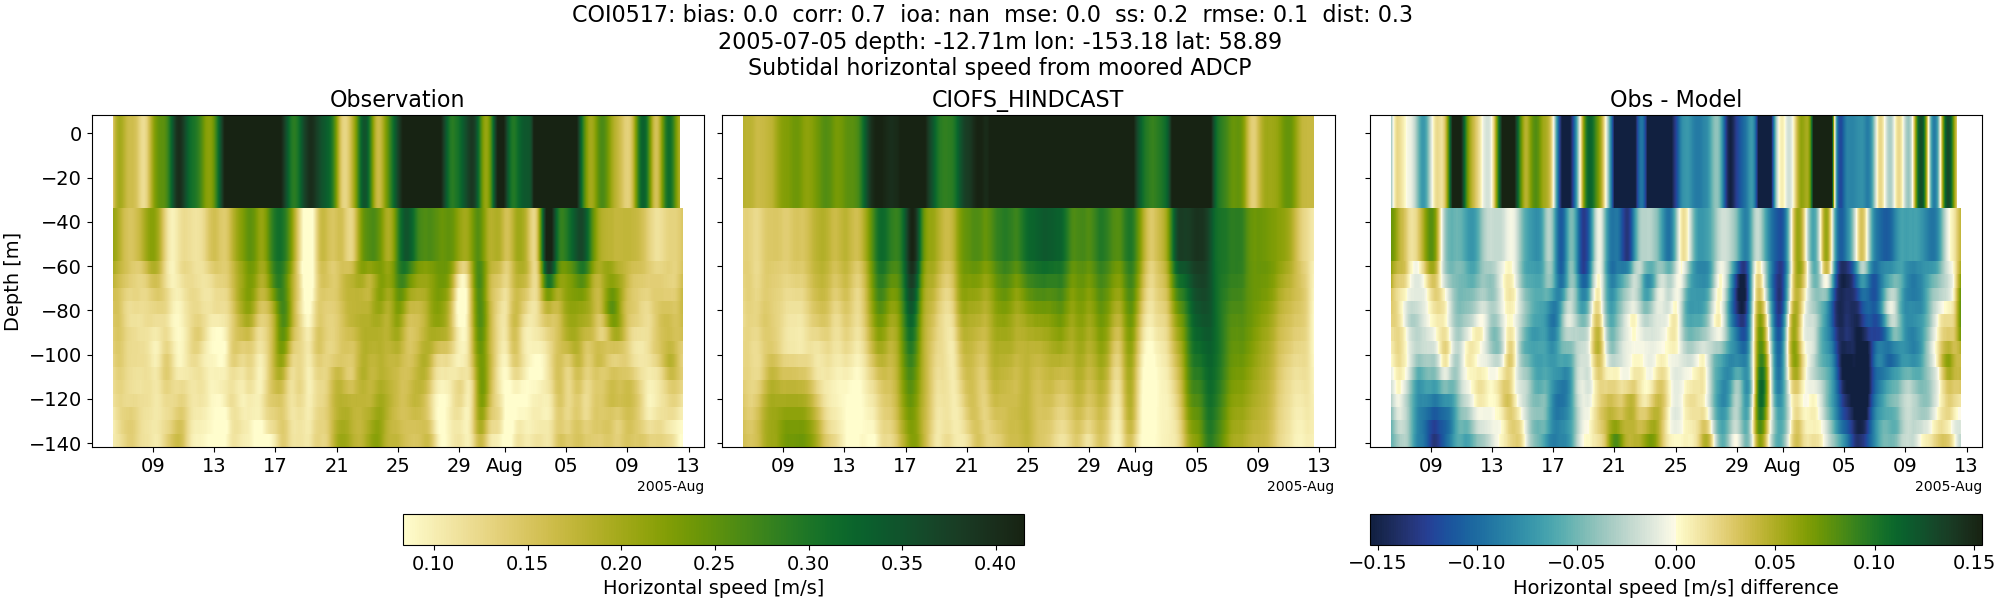 COI0517: bias: 0.0  corr: 0.7  ioa: nan  mse: 0.0  ss: 0.2  rmse: 0.1  dist: 0.3
2005-07-05 depth: -12.71m lon: -153.18 lat: 58.89
Subtidal horizontal speed from moored ADCP
Observation
CIOFS_HINDCAST
Obs - Model
Depth [m]
0
−20
−40
−60
−80
−100
−120
−140
09 13 17 21 25 29 Aug 05 09 13
2005-Aug
09 13 17 21 25 29 Aug 05 09 13
2005-Aug
09 13 17 21 25 29 Aug 05 09 13
2005-Aug
0.10 0.15 0.20 0.25 0.30 0.35 0.40
Horizontal speed [m/s]
−0.15 −0.10 −0.05 0.00 0.05 0.10 0.15
Horizontal speed [m/s] difference